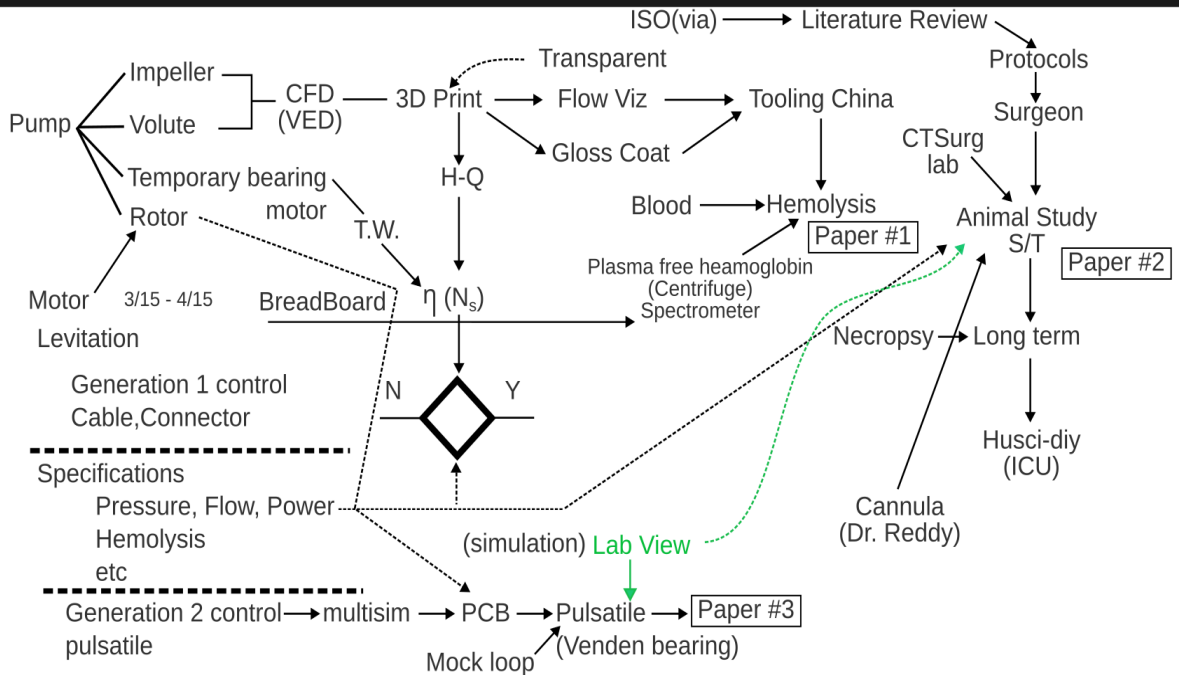 ISO(via)
Literature Review
Transparent
Protocols
Impeller
CFD
(VED)
3D Print
Flow Viz
Tooling China
Pump
Volute
Surgeon
Gloss Coat
CTSurg
lab
Temporary bearing
motor
H-Q
Blood
Hemolysis
Paper #1
Rotor
T.W.
Animal Study
S/T
Paper #2
Plasma free heamoglobin
(Centrifuge)
Spectrometer
Motor
3/15 - 4/15
BreadBoard
η (Ns)
Levitation
Necropsy
Long term
Generation 1 control
Cable,Connector
N
Y
Husci-diy
(ICU)
Specifications
Pressure, Flow, Power
Hemolysis
etc
Cannula
(Dr. Reddy)
(simulation) Lab View
Generation 2 control
pulsatile
multisim
PCB
Pulsatile
(Venden bearing)
Paper #3
Mock loop